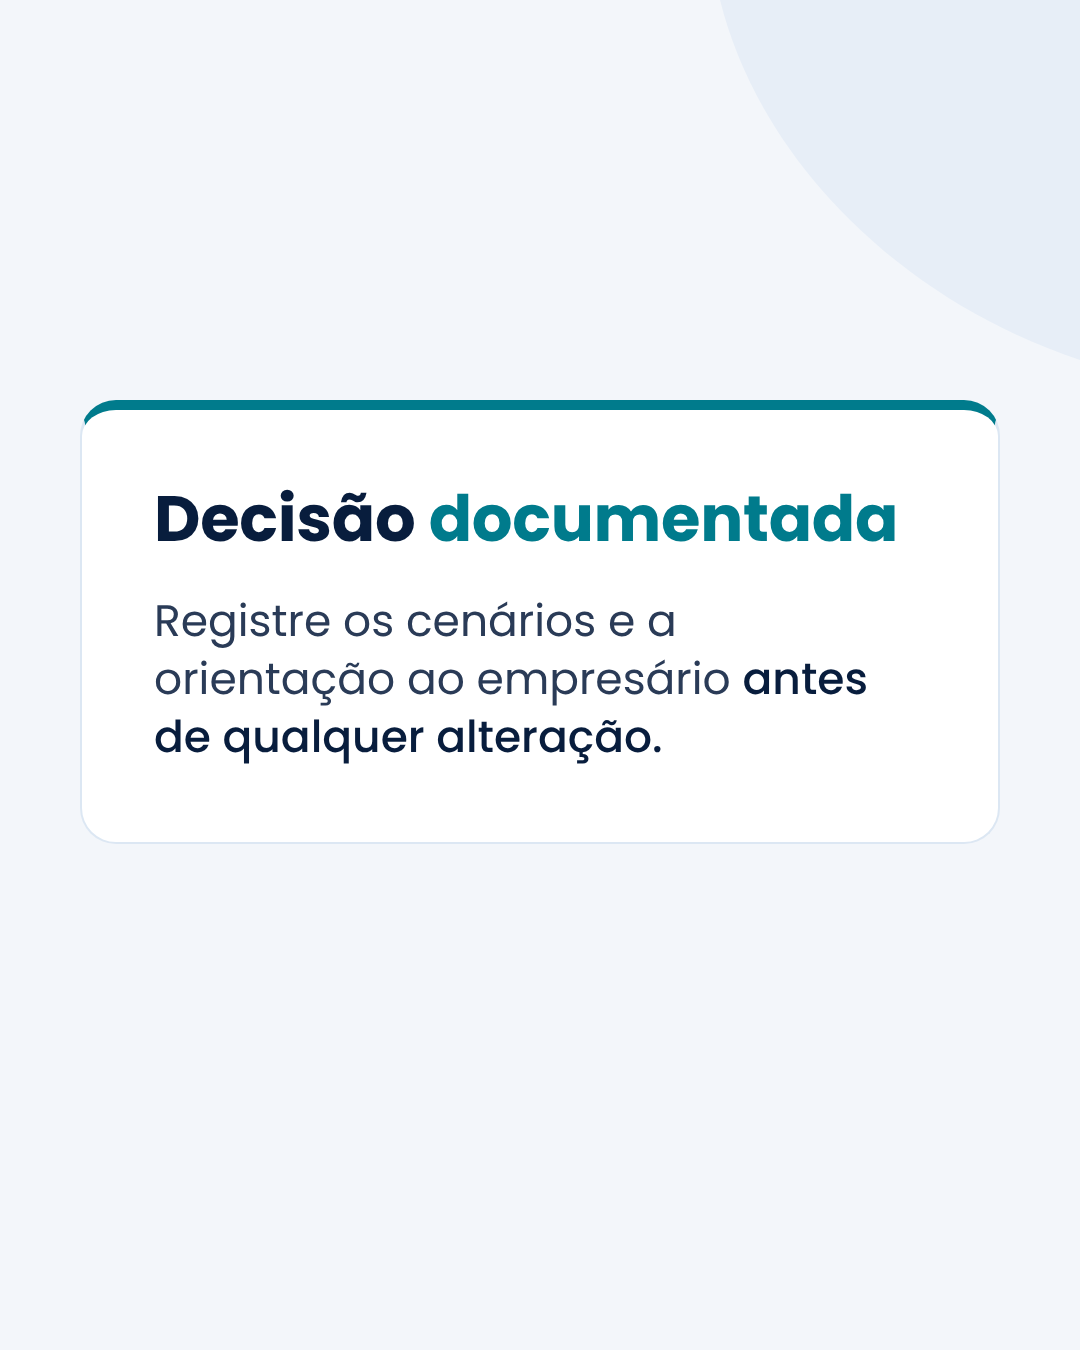 Decisão documentada
Registre os cenários e a
orientação ao empresário antes
de qualquer alteração.